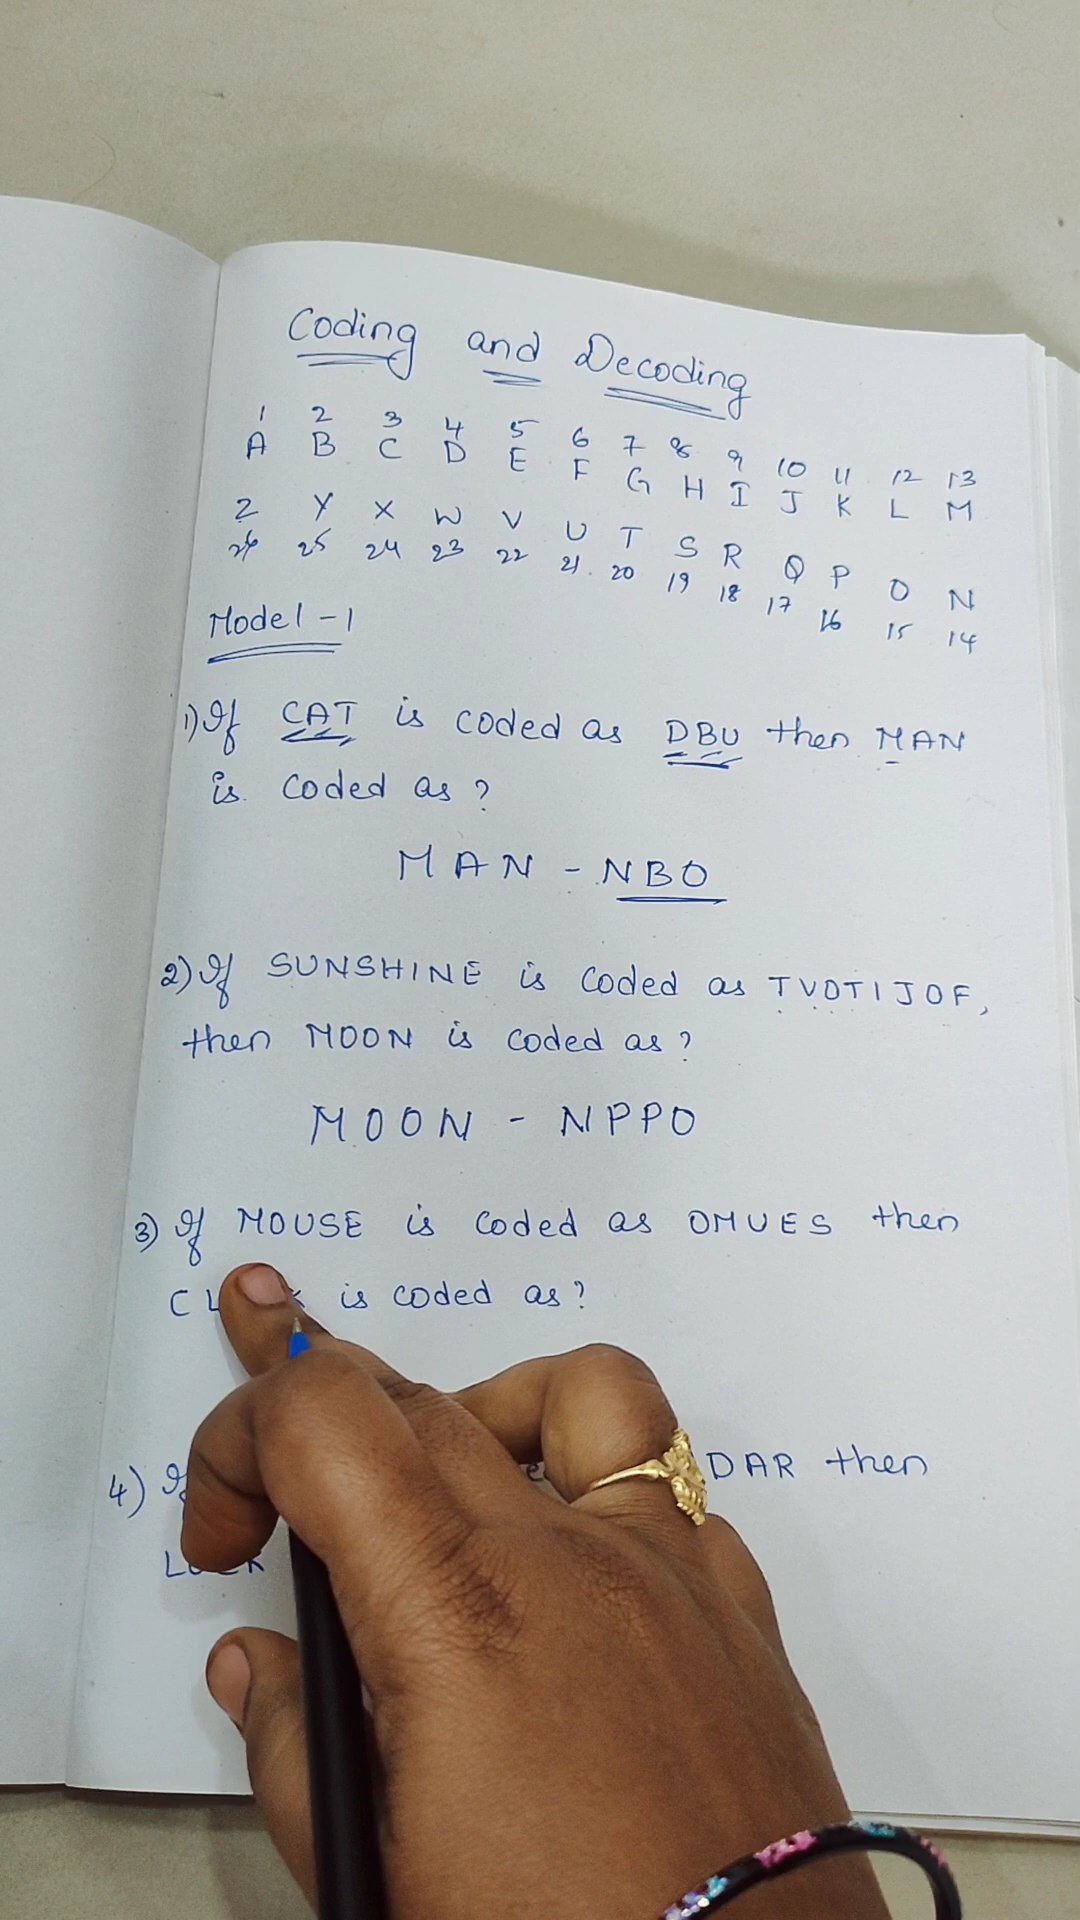 Coding and Decoding
1 2 3 4 5 6 7 8 9 10 11 12 13
A B C D E F G H I J K L M
Z Y X W V U T S R Q P O N
26 25 24 23 22 21 20 19 18 17 16 15 14
Model-1
1) If CAT is coded as DBU then MAN
is coded as?
MAN - NBO
2) If SUNSHINE is coded as TVOTIJOF,
then MOON is coded as?
MOON - NPPO
3) If MOUSE is coded as OMUES then
is coded as?
4) DAR then